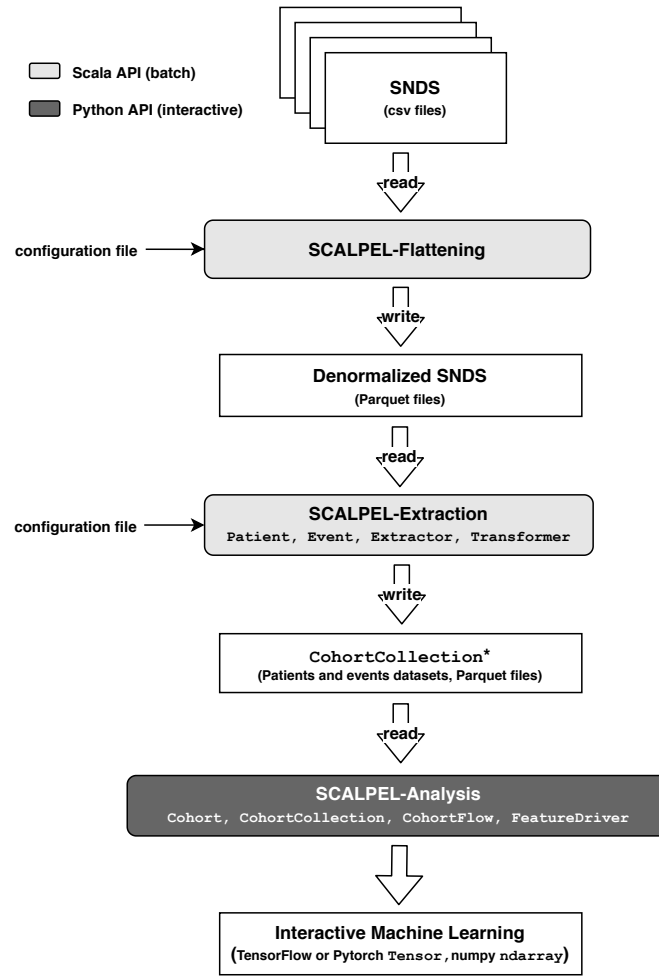 Scala API (batch)
Python API (interactive)
SNDS
(csv files)
read
configuration file
SCALPEL-Flattening
write
Denormalized SNDS
(Parquet files)
read
configuration file
SCALPEL-Extraction
Patient, Event, Extractor, Transformer
write
CohortCollection*
(Patients and events datasets, Parquet files)
read
SCALPEL-Analysis
Cohort, CohortCollection, CohortFlow, FeatureDriver
Interactive Machine Learning
(TensorFlow or Pytorch Tensor,numpy ndarray)